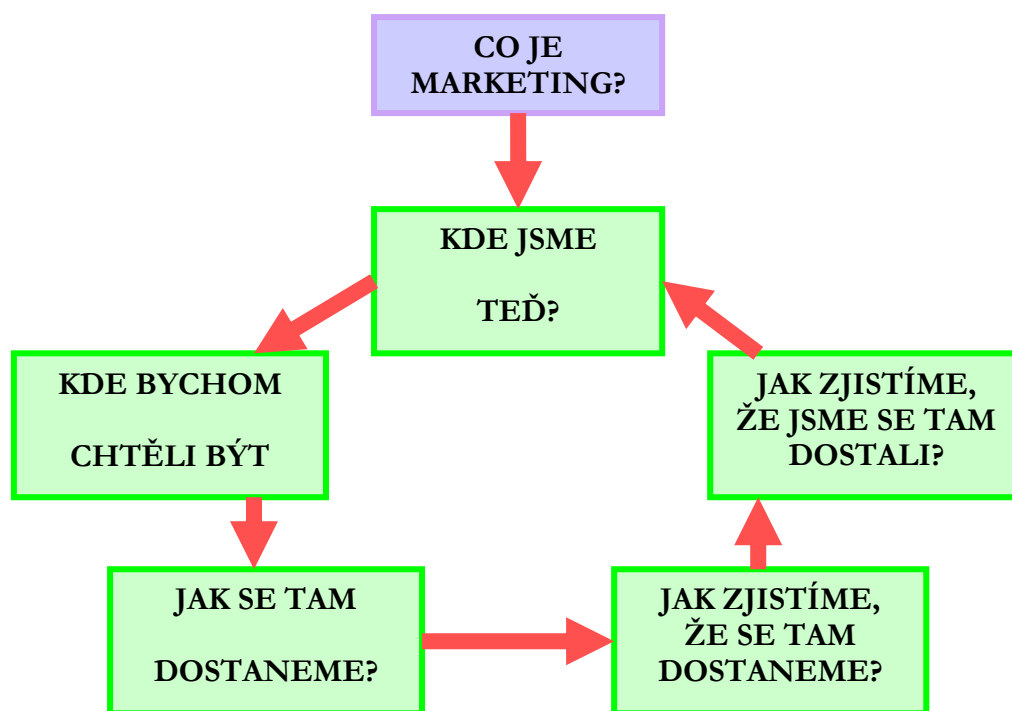 CO JE
MARKETING?
KDE JSME
TEĎ?
KDE BYCHOM
CHTĚLI BÝT
JAK SE TAM
DOSTANEME?
JAK ZJISTÍME,
ŽE SE TAM
DOSTANEME?
JAK ZJISTÍME,
ŽE JSME SE TAM
DOSTALI?